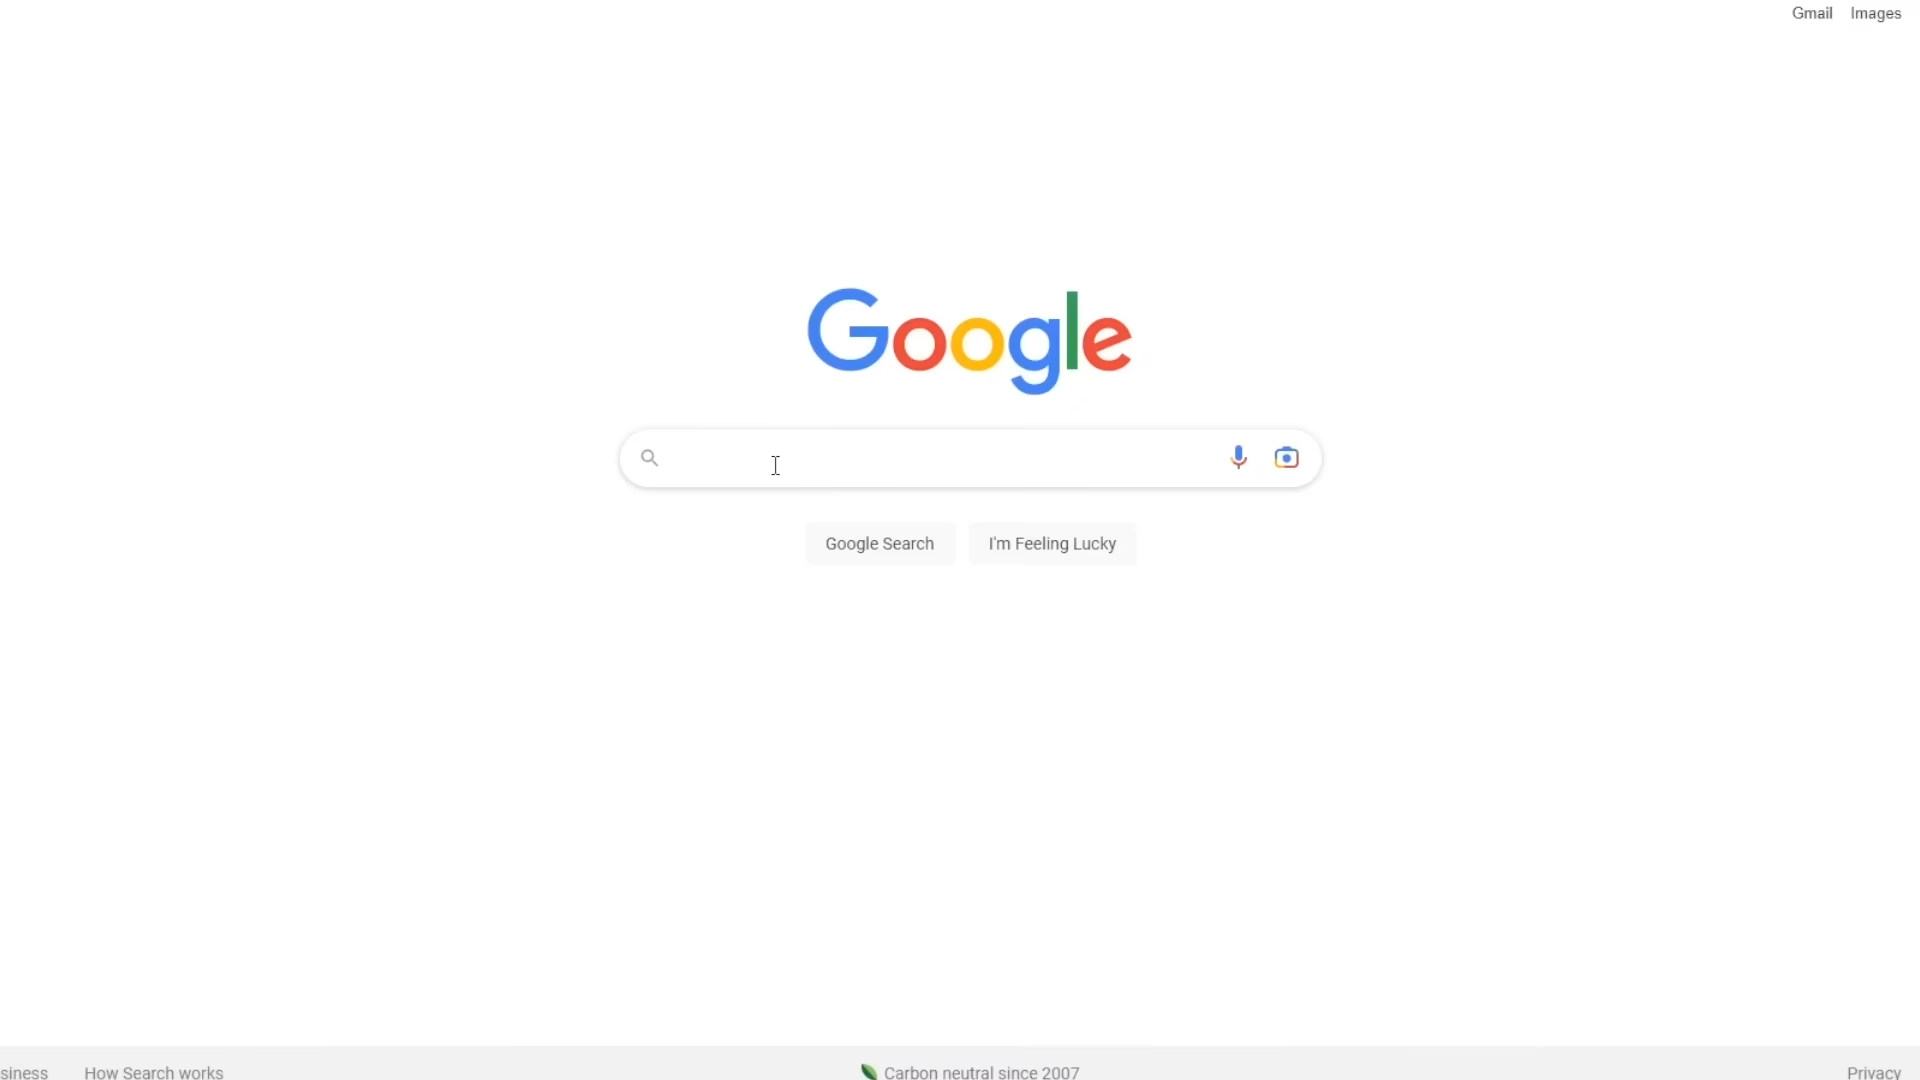 Gmail Images
Google
Google Search I'm Feeling Lucky
siness How Search works Carbon neutral since 2007 Privacy